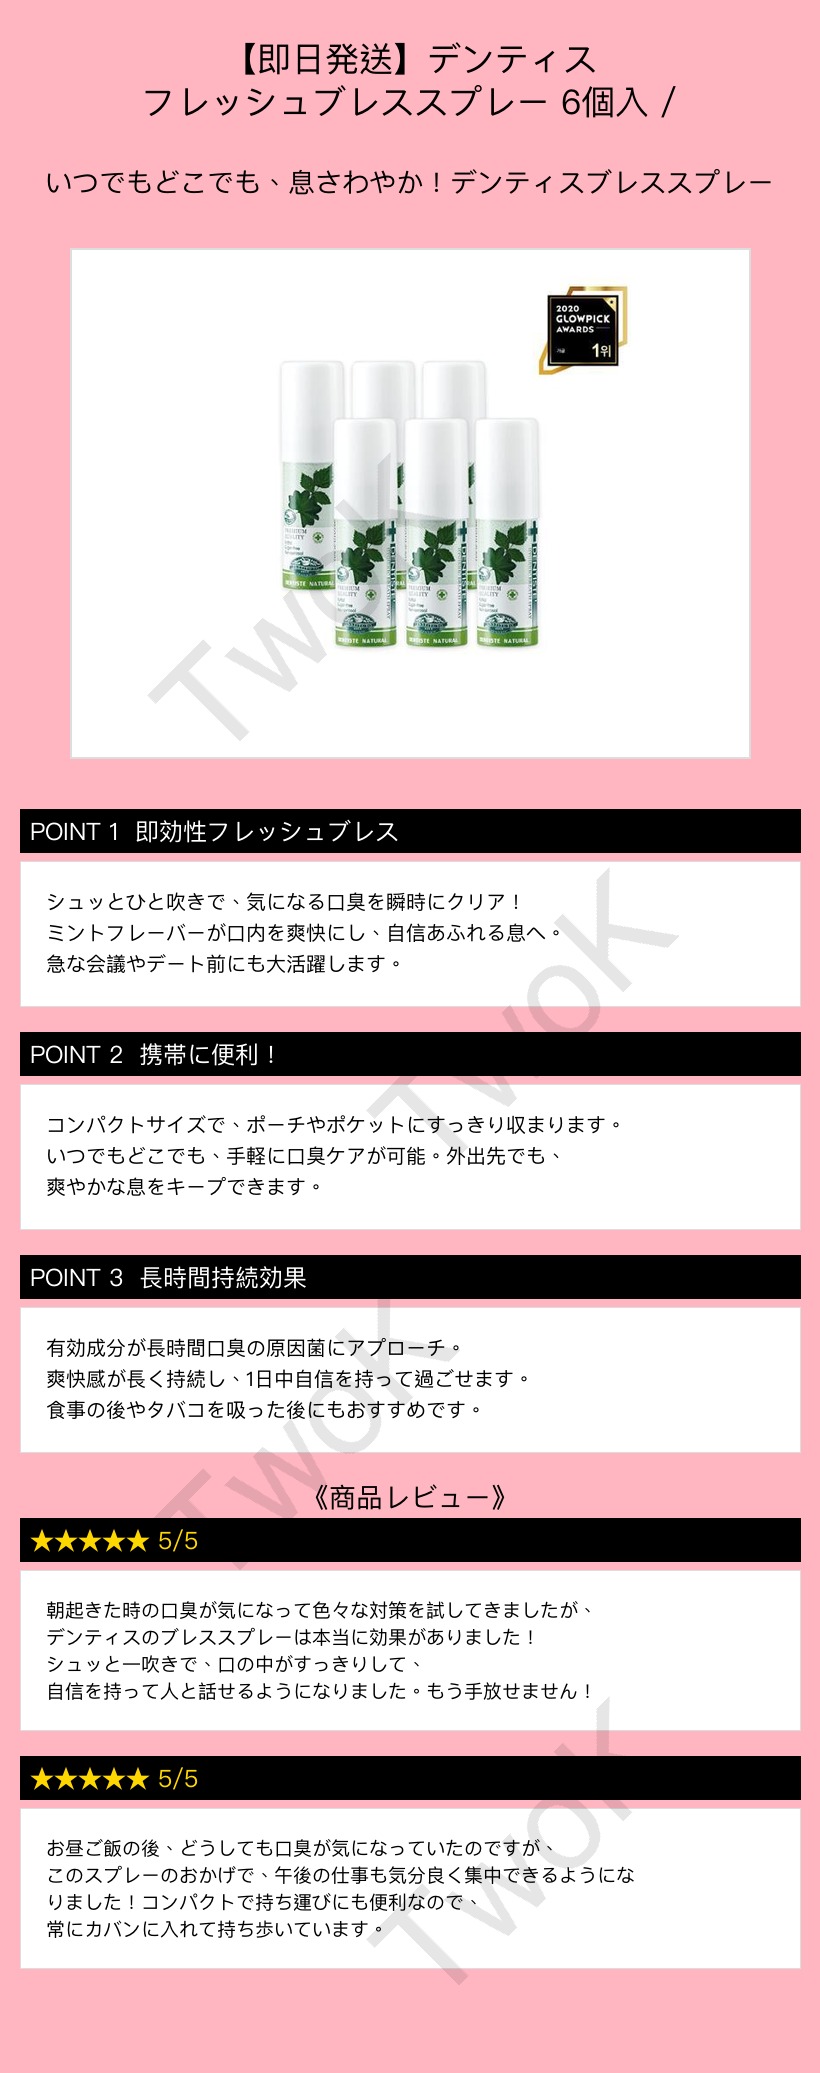 【即日発送】デンティス
フレッシュブレススプレー 6個入 /
いつでもどこでも、息さわやか！デンティスブレススプレー
2020
GLOWPICK
AWARDS
1위
PREMIUM
QUALITY
DENTISTE NATURAL
DENTISTE NATURAL
DENTISTE NATURAL
DENTISTE NATURAL
TwoK
POINT 1 即効性フレッシュブレス
シュッとひと吹きで、気になる口臭を瞬時にクリア！
ミントフレーバーが口内を爽快にし、自信あふれる息へ。
急な会議やデート前にも大活躍します。
TwoK
POINT 2 携帯に便利！
コンパクトサイズで、ポーチやポケットにすっきり収まります。
いつでもどこでも、手軽に口臭ケアが可能。外出先でも、
爽やかな息をキープできます。
POINT 3 長時間持続効果
有効成分が長時間口臭の原因菌にアプローチ。
爽快感が長く持続し、1日中自信を持って過ごせます。
食事の後やタバコを吸った後にもおすすめです。
TwoK
《商品レビュー》
★★★★★ 5/5
朝起きた時の口臭が気になって色々な対策を試してきましたが、
デンティスのブレススプレーは本当に効果がありました！
シュッと一吹きで、口の中がすっきりして、
自信を持って人と話せるようになりました。もう手放せません！
★★★★★ 5/5
お昼ご飯の後、どうしても口臭が気になっていたのですが、
このスプレーのおかげで、午後の仕事も気分良く集中できるようにな
りました！コンパクトで持ち運びにも便利なので、
常にカバンに入れて持ち歩いています。
TwoK